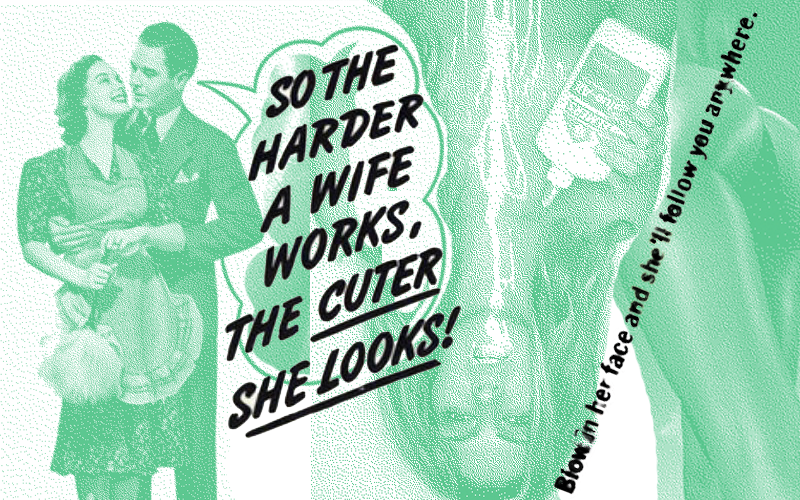 SO THE
HARDER
A WIFE
WORKS,
THE CUTER
SHE LOOKS!
Blow in her face and she'll follow you anywhere.